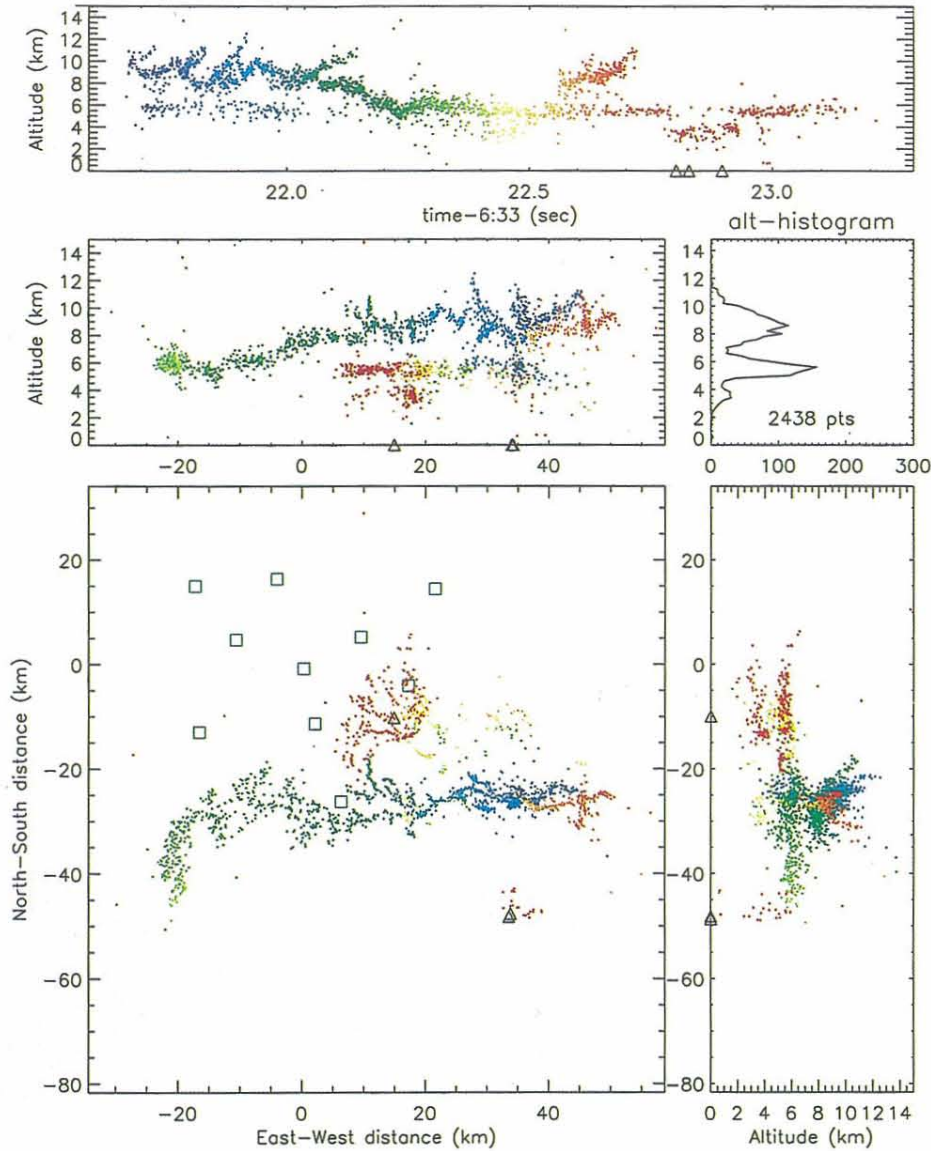 14
12
10
8
6
4
2
0
Altitude (km)
22.0 22.5 23.0
time-6:33 (sec)
alt-histogram
14
12
10
8
6
4
2
0
Altitude (km)
-20 0 20 40
14
12
10
8
6
4
2
0
2438 pts
0 100 200 300
20
0
-20
-40
-60
-80
North-South distance (km)
-20 0 20 40
East-West distance (km)
20
0
-20
-40
-60
-80
0 2 4 6 8 10 12 14
Altitude (km)